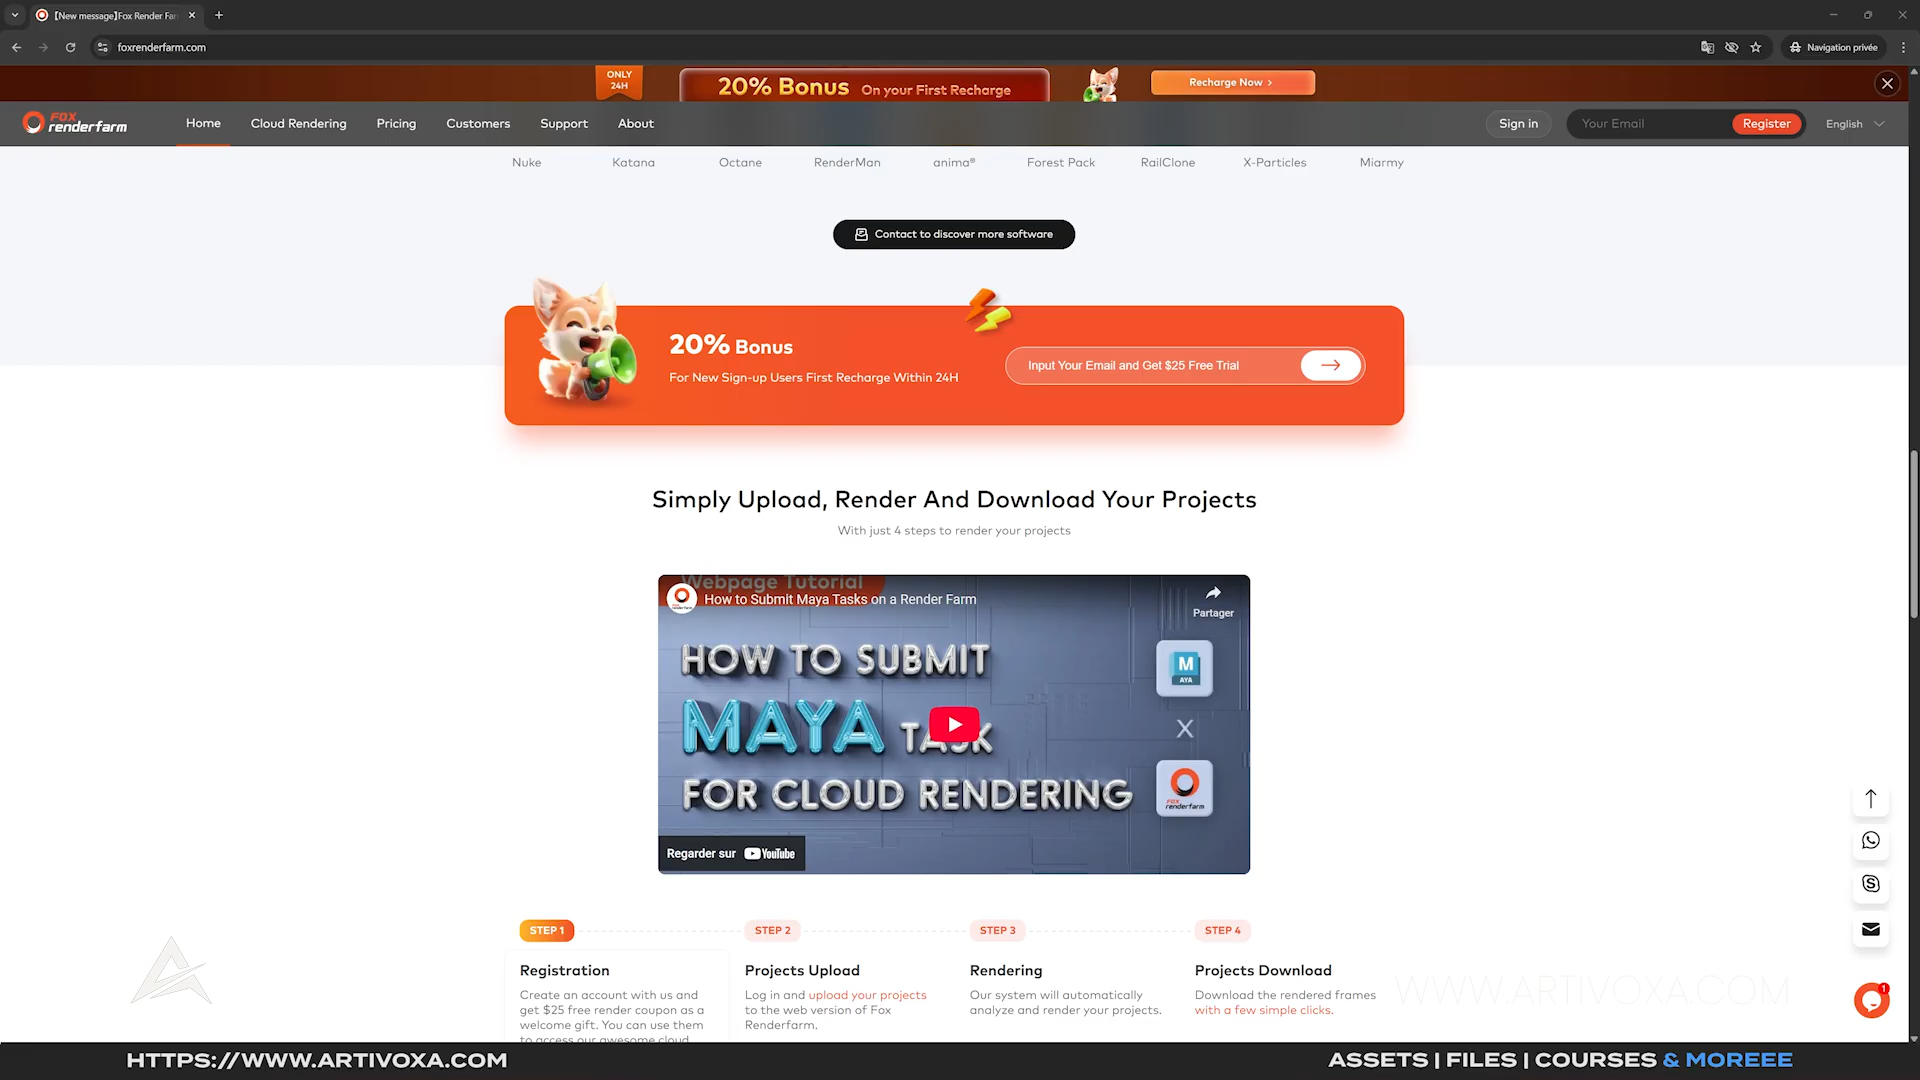 【New message】Fox Render Far
foxrenderfarm.com
Navigation privée
ONLY
24H
20% Bonus On your First Recharge
Recharge Now >
FOX
renderfarm
Home
Cloud Rendering
Pricing
Customers
Support
About
Sign in
Your Email
Register
English
Nuke
Katana
Octane
RenderMan
anima®
Forest Pack
RailClone
X-Particles
Miarmy
Contact to discover more software
20% Bonus
For New Sign-up Users First Recharge Within 24H
Input Your Email and Get $25 Free Trial
Simply Upload, Render And Download Your Projects
With just 4 steps to render your projects
Webpage Tutorial
How to Submit Maya Tasks on a Render Farm
Partager
HOW TO SUBMIT
MAYA TASK
FOR CLOUD RENDERING
M
AYA
X
FOX
renderfarm
Regarder sur YouTube
STEP 1
STEP 2
STEP 3
STEP 4
Registration
Create an account with us and
get $25 free render coupon as a
welcome gift. You can use them
to access our awesome cloud
Projects Upload
Log in and upload your projects
to the web version of Fox
Renderfarm.
Rendering
Our system will automatically
analyze and render your projects.
Projects Download
Download the rendered frames
with a few simple clicks.
1
WWW.ARTIVOXA.COM
HTTPS://WWW.ARTIVOXA.COM
ASSETS | FILES | COURSES & MOREEE